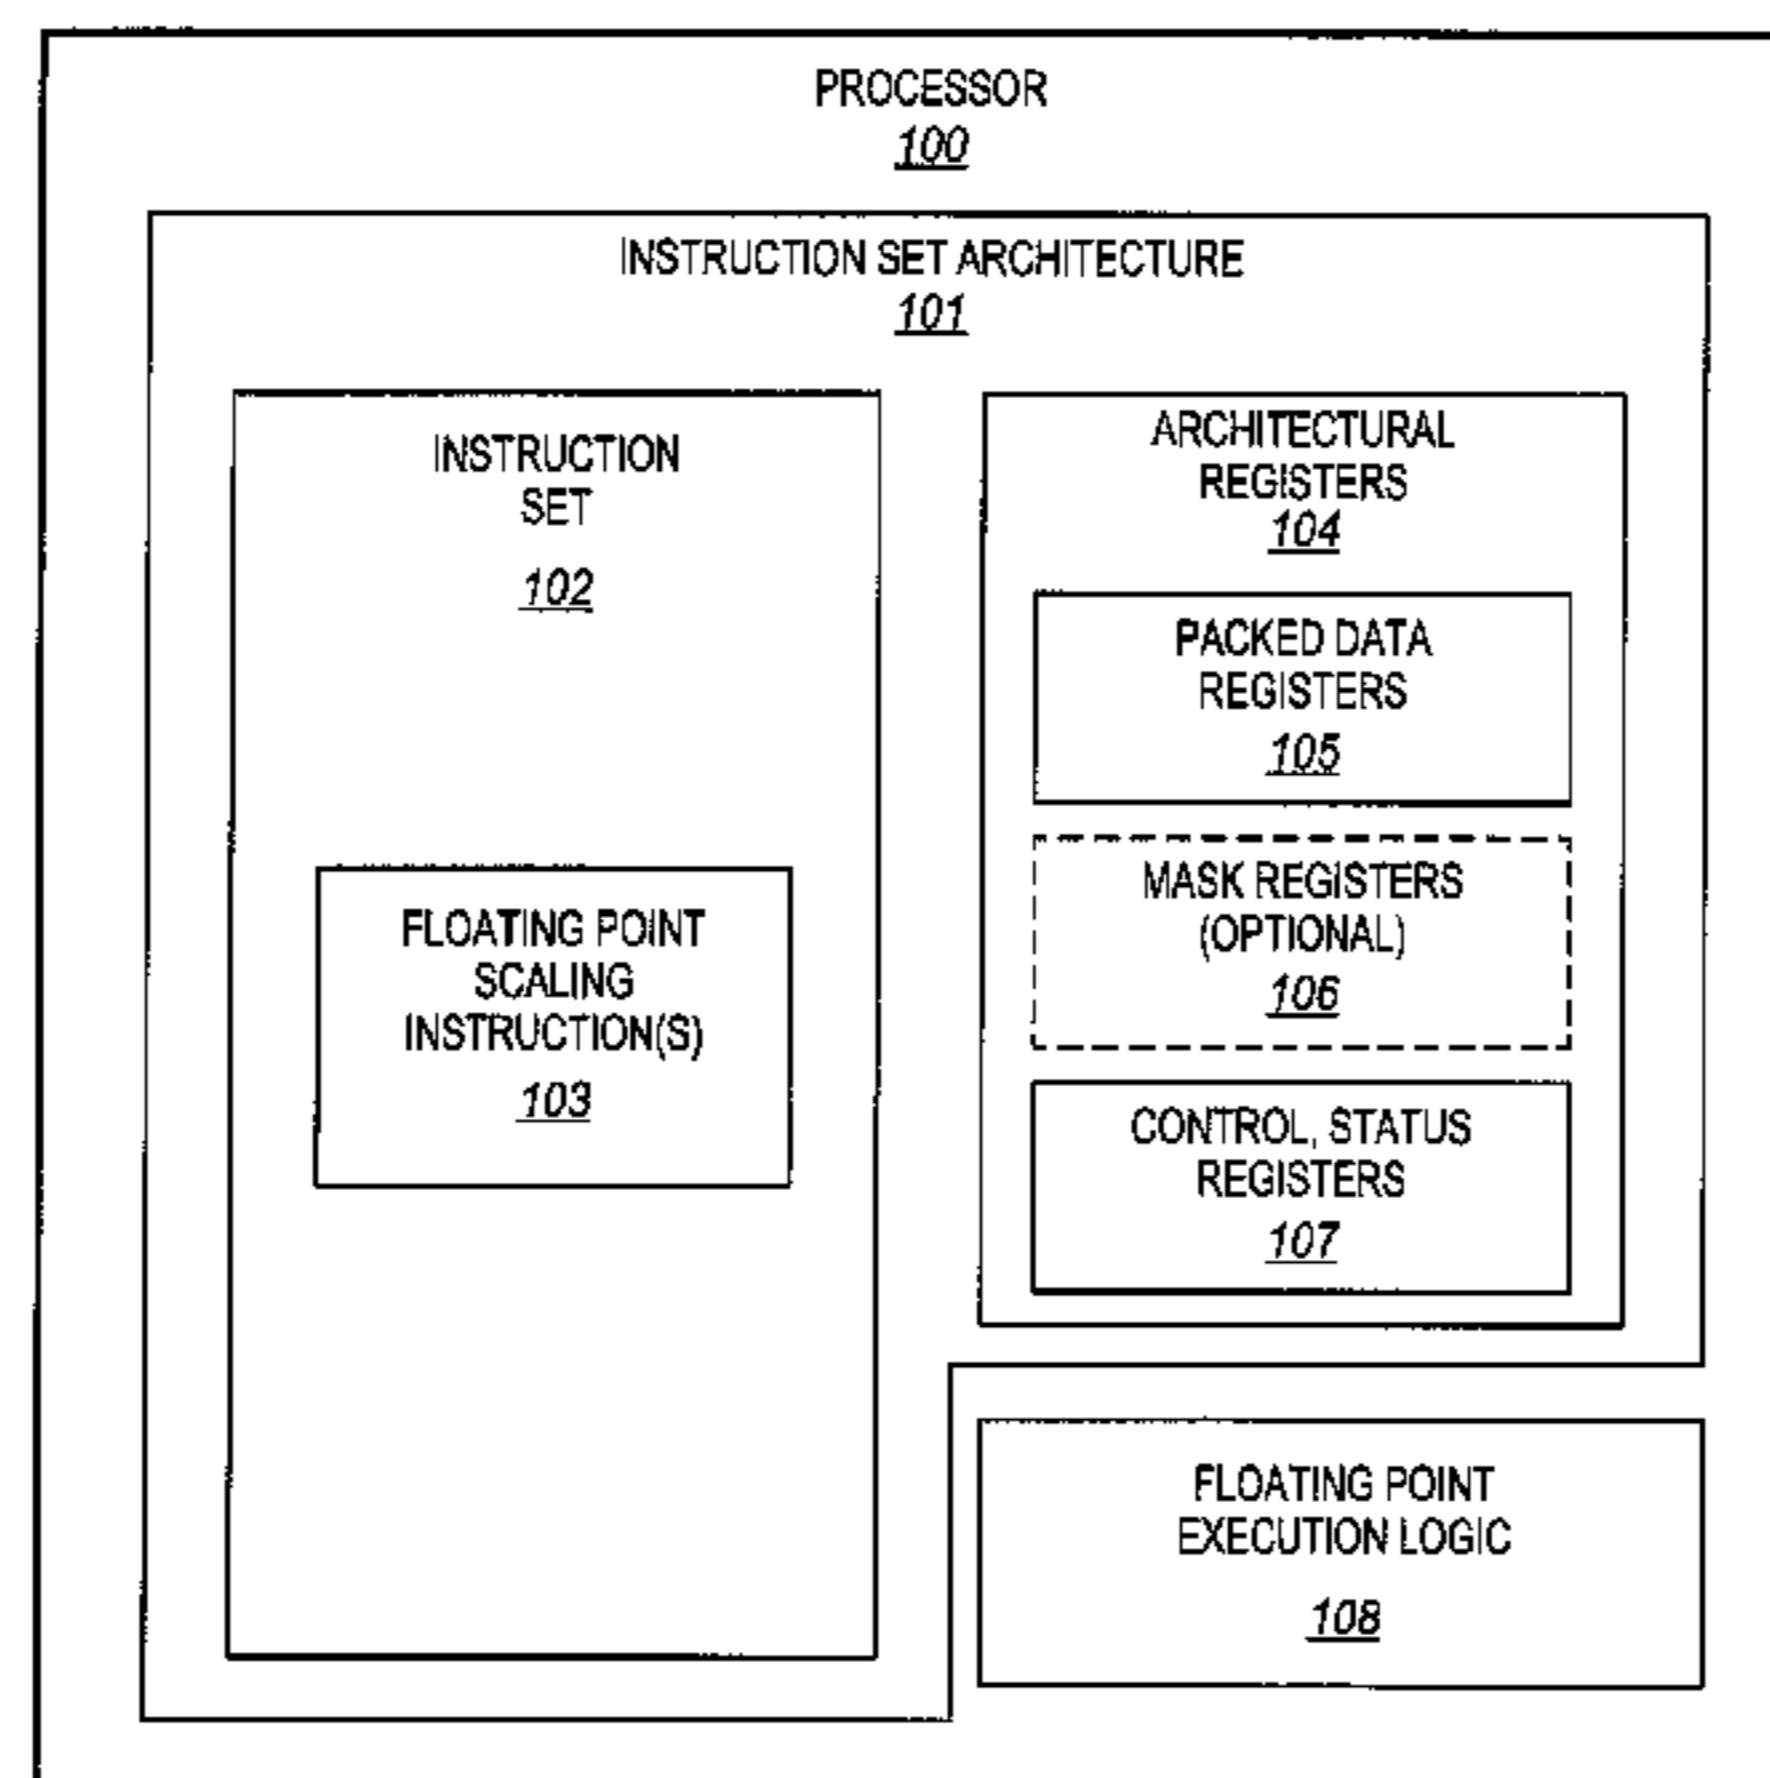 PROCESSOR
100
INSTRUCTION SET ARCHITECTURE
101
INSTRUCTION
SET
102
FLOATING POINT
SCALING
INSTRUCTION(S)
103
ARCHITECTURAL
REGISTERS
104
PACKED DATA
REGISTERS
105
MASK REGISTERS
(OPTIONAL)
106
CONTROL, STATUS
REGISTERS
107
FLOATING POINT
EXECUTION LOGIC
108